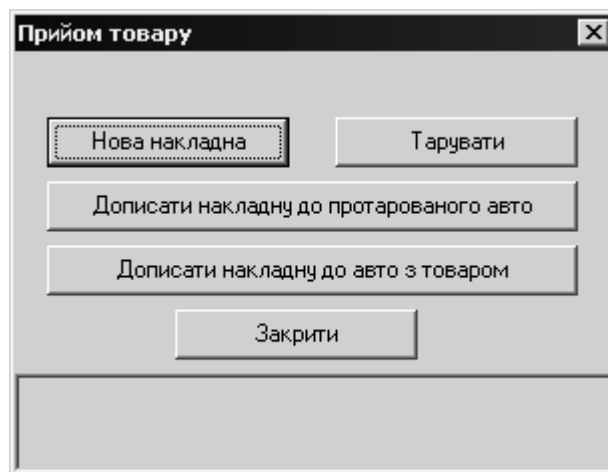 Прийом товару
Нова накладна
Тарувати
Дописати накладну до протарованого авто
Дописати накладну до авто з товаром
Закрити